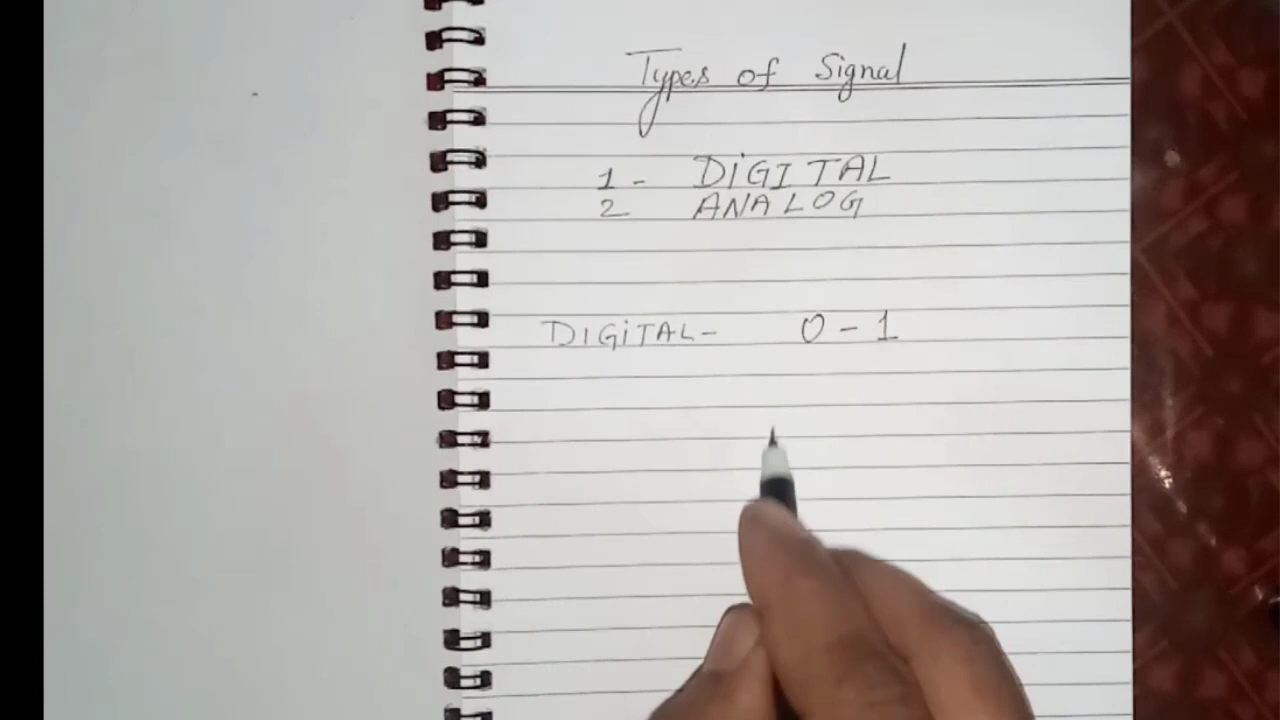 Types of Signal
1 - DiGITAL
2 ANALOG
DIGiTAL- 0-1